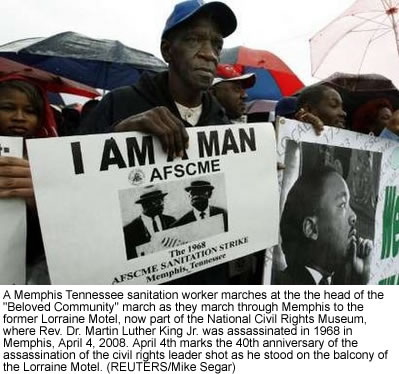 I AM A MAN
AFSCME
The 1968
AFSCME SANITATION STRIKE
Memphis, Tennessee
We
A Memphis Tennessee sanitation worker marches at the the head of the
"Beloved Community" march as they march through Memphis to the
former Lorraine Motel, now part of the National Civil Rights Museum,
where Rev. Dr. Martin Luther King Jr. was assassinated in 1968 in
Memphis, April 4, 2008. April 4th marks the 40th anniversary of the
assassination of the civil rights leader shot as he stood on the balcony of
the Lorraine Motel. (REUTERS/Mike Segar)